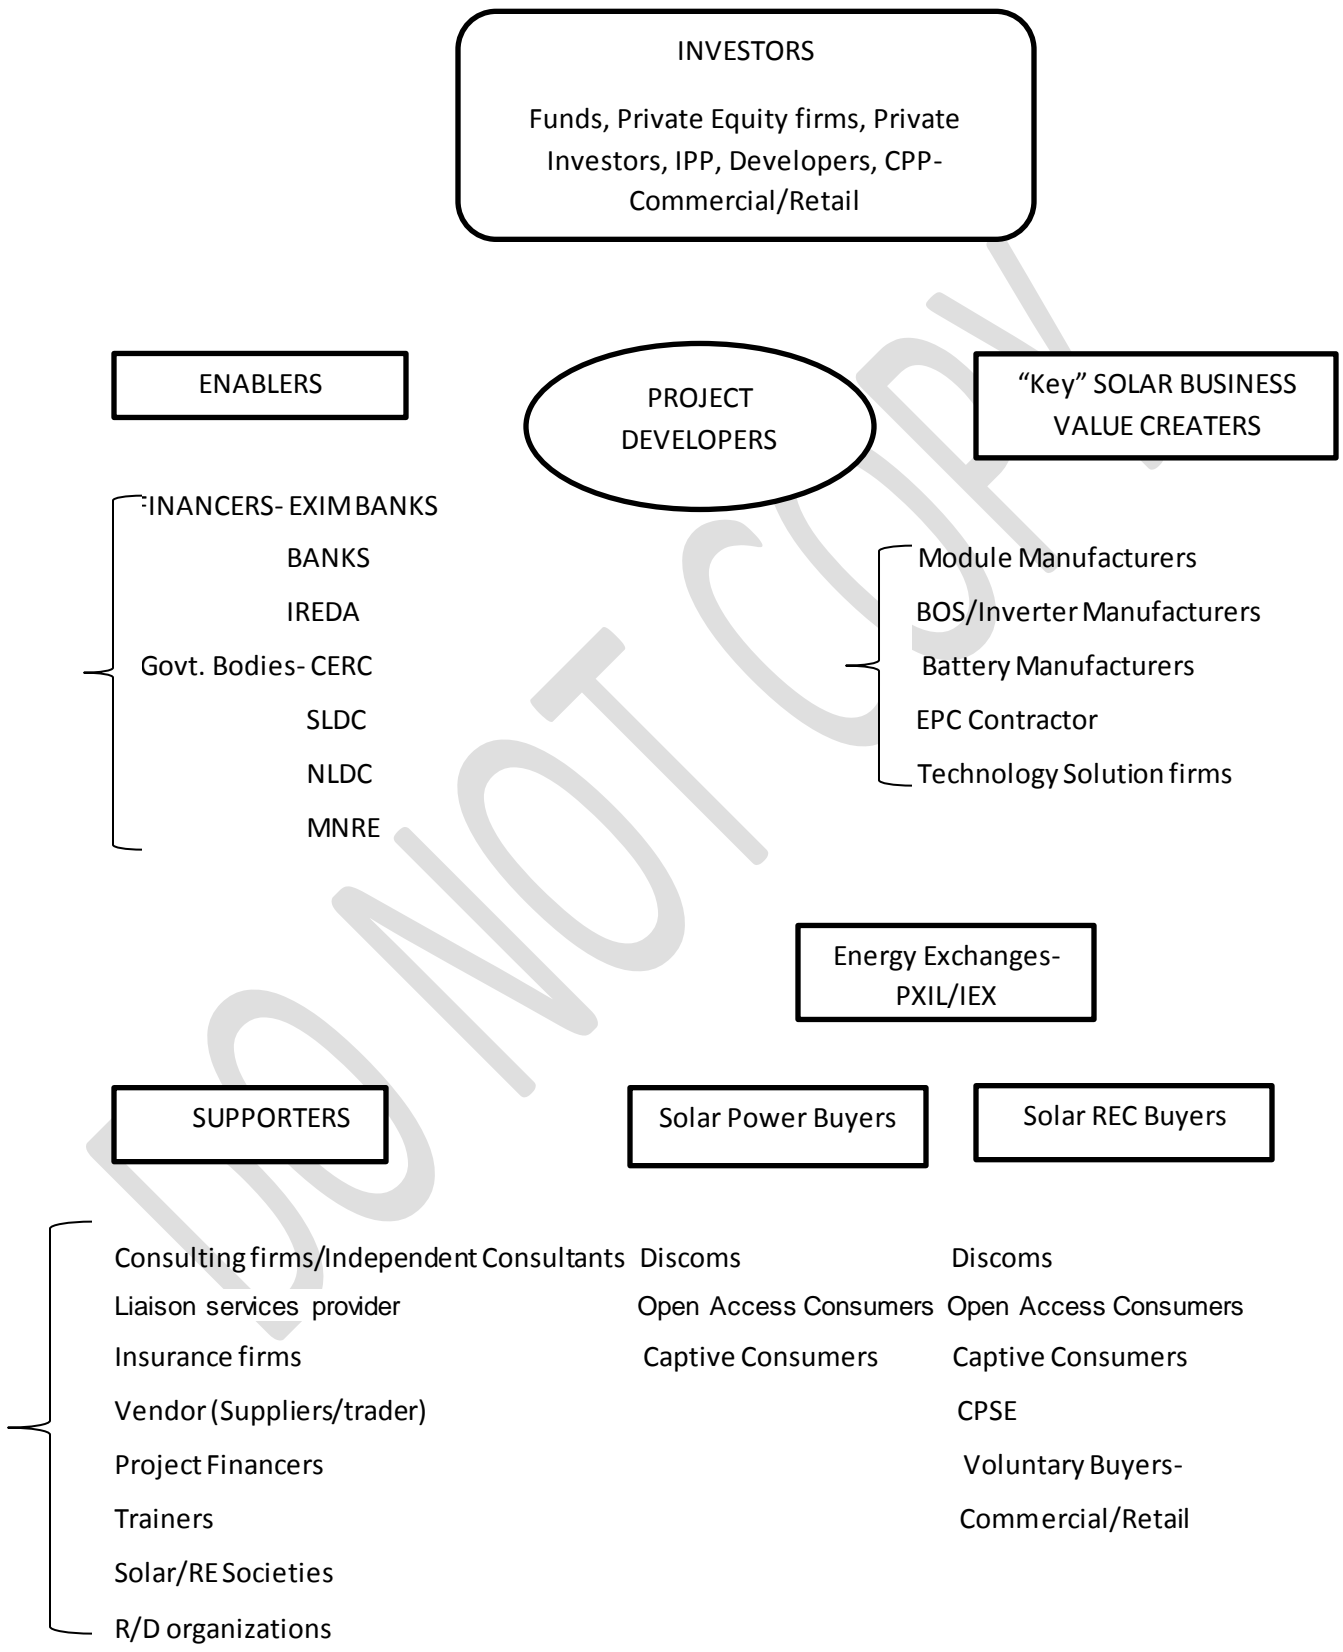 INVESTORS
Funds, Private Equity firms, Private
Investors, IPP, Developers, CPP-
Commercial/Retail
ENABLERS
PROJECT
DEVELOPERS
“Key” SOLAR BUSINESS
VALUE CREATERS
FINANCERS- EXIM BANKS
BANKS
IREDA
Govt. Bodies- CERC
SLDC
NLDC
MNRE
Module Manufacturers
BOS/Inverter Manufacturers
Battery Manufacturers
EPC Contractor
Technology Solution firms
Energy Exchanges-
PXIL/IEX
SUPPORTERS
Solar Power Buyers
Solar REC Buyers
Consulting firms/Independent Consultants
Liaison services provider
Insurance firms
Vendor (Suppliers/trader)
Project Financers
Trainers
Solar/RE Societies
R/D organizations
Discoms
Open Access Consumers
Captive Consumers
Discoms
Open Access Consumers
Captive Consumers
CPSE
Voluntary Buyers-
Commercial/Retail
DO NOT COPY